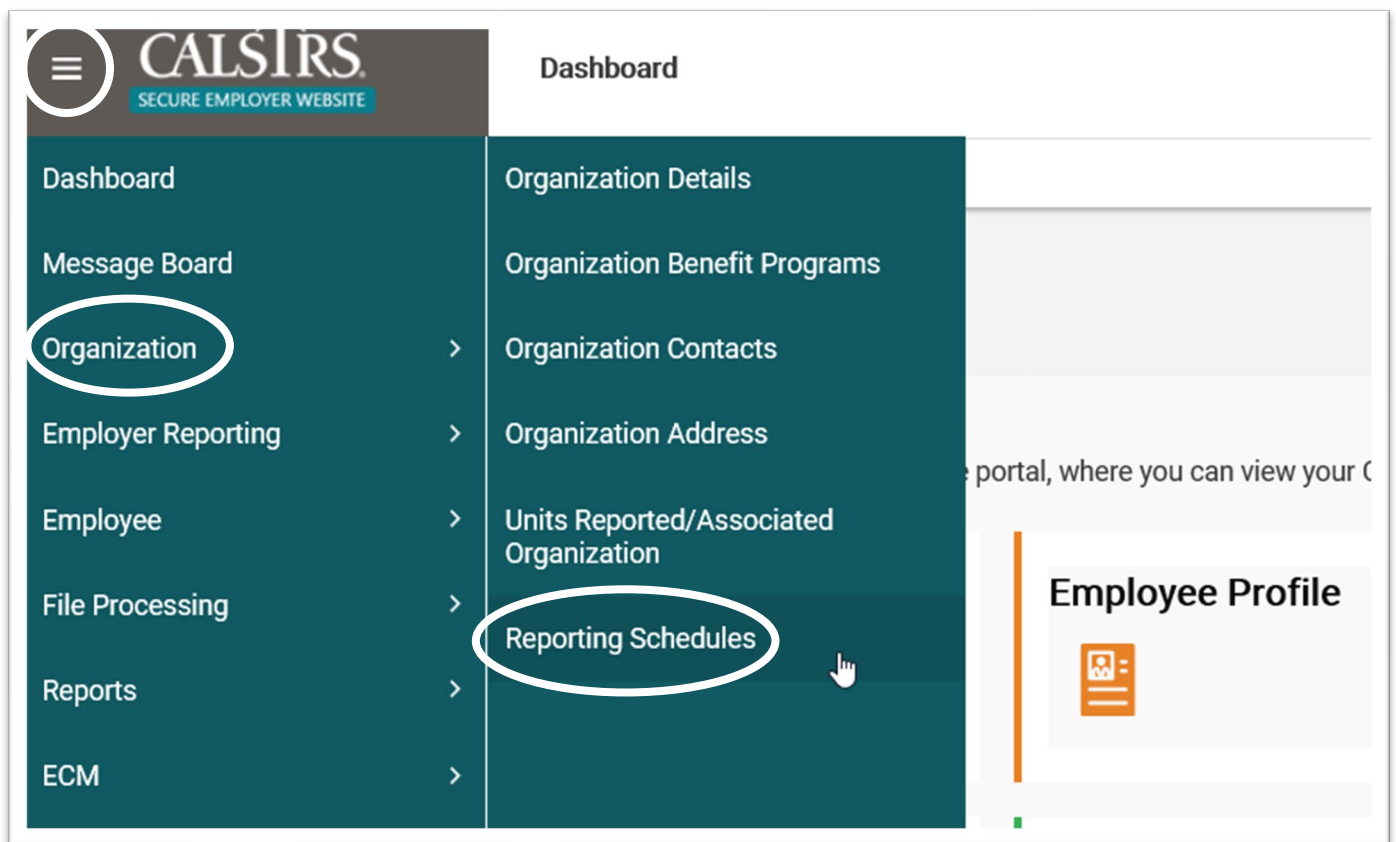 CALSTRS.
SECURE EMPLOYER WEBSITE
Dashboard
Dashboard
Message Board
Organization
Employer Reporting
Employee
File Processing
Reports
ECM
Organization Details
Organization Benefit Programs
Organization Contacts
Organization Address
Units Reported/Associated
Organization
Reporting Schedules
portal, where you can view your
Employee Profile